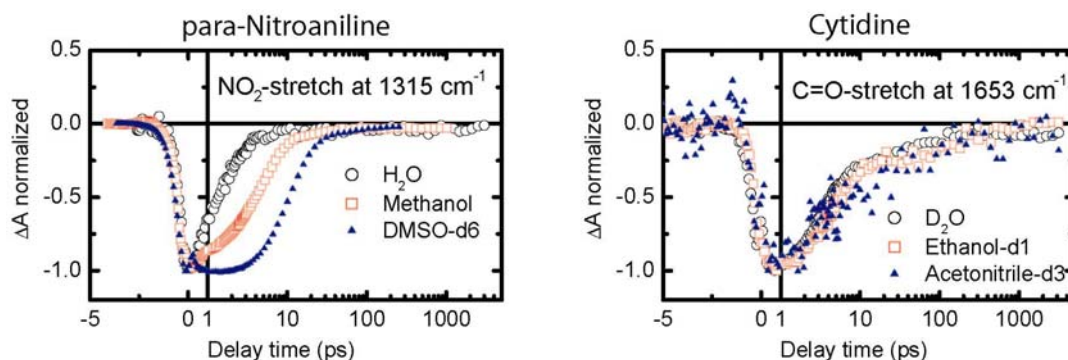 para-Nitroaniline
0.5
NO₂-stretch at 1315 cm⁻¹
0.0
ΔA normalized
-0.5
H₂O
Methanol
DMSO-d6
-1.0
-5 0 1 10 100 1000
Delay time (ps)
Cytidine
0.5
C=O-stretch at 1653 cm⁻¹
0.0
ΔA normalized
-0.5
D₂O
Ethanol-d1
Acetonitrile-d3
-1.0
-5 0 1 10 100 1000
Delay time (ps)